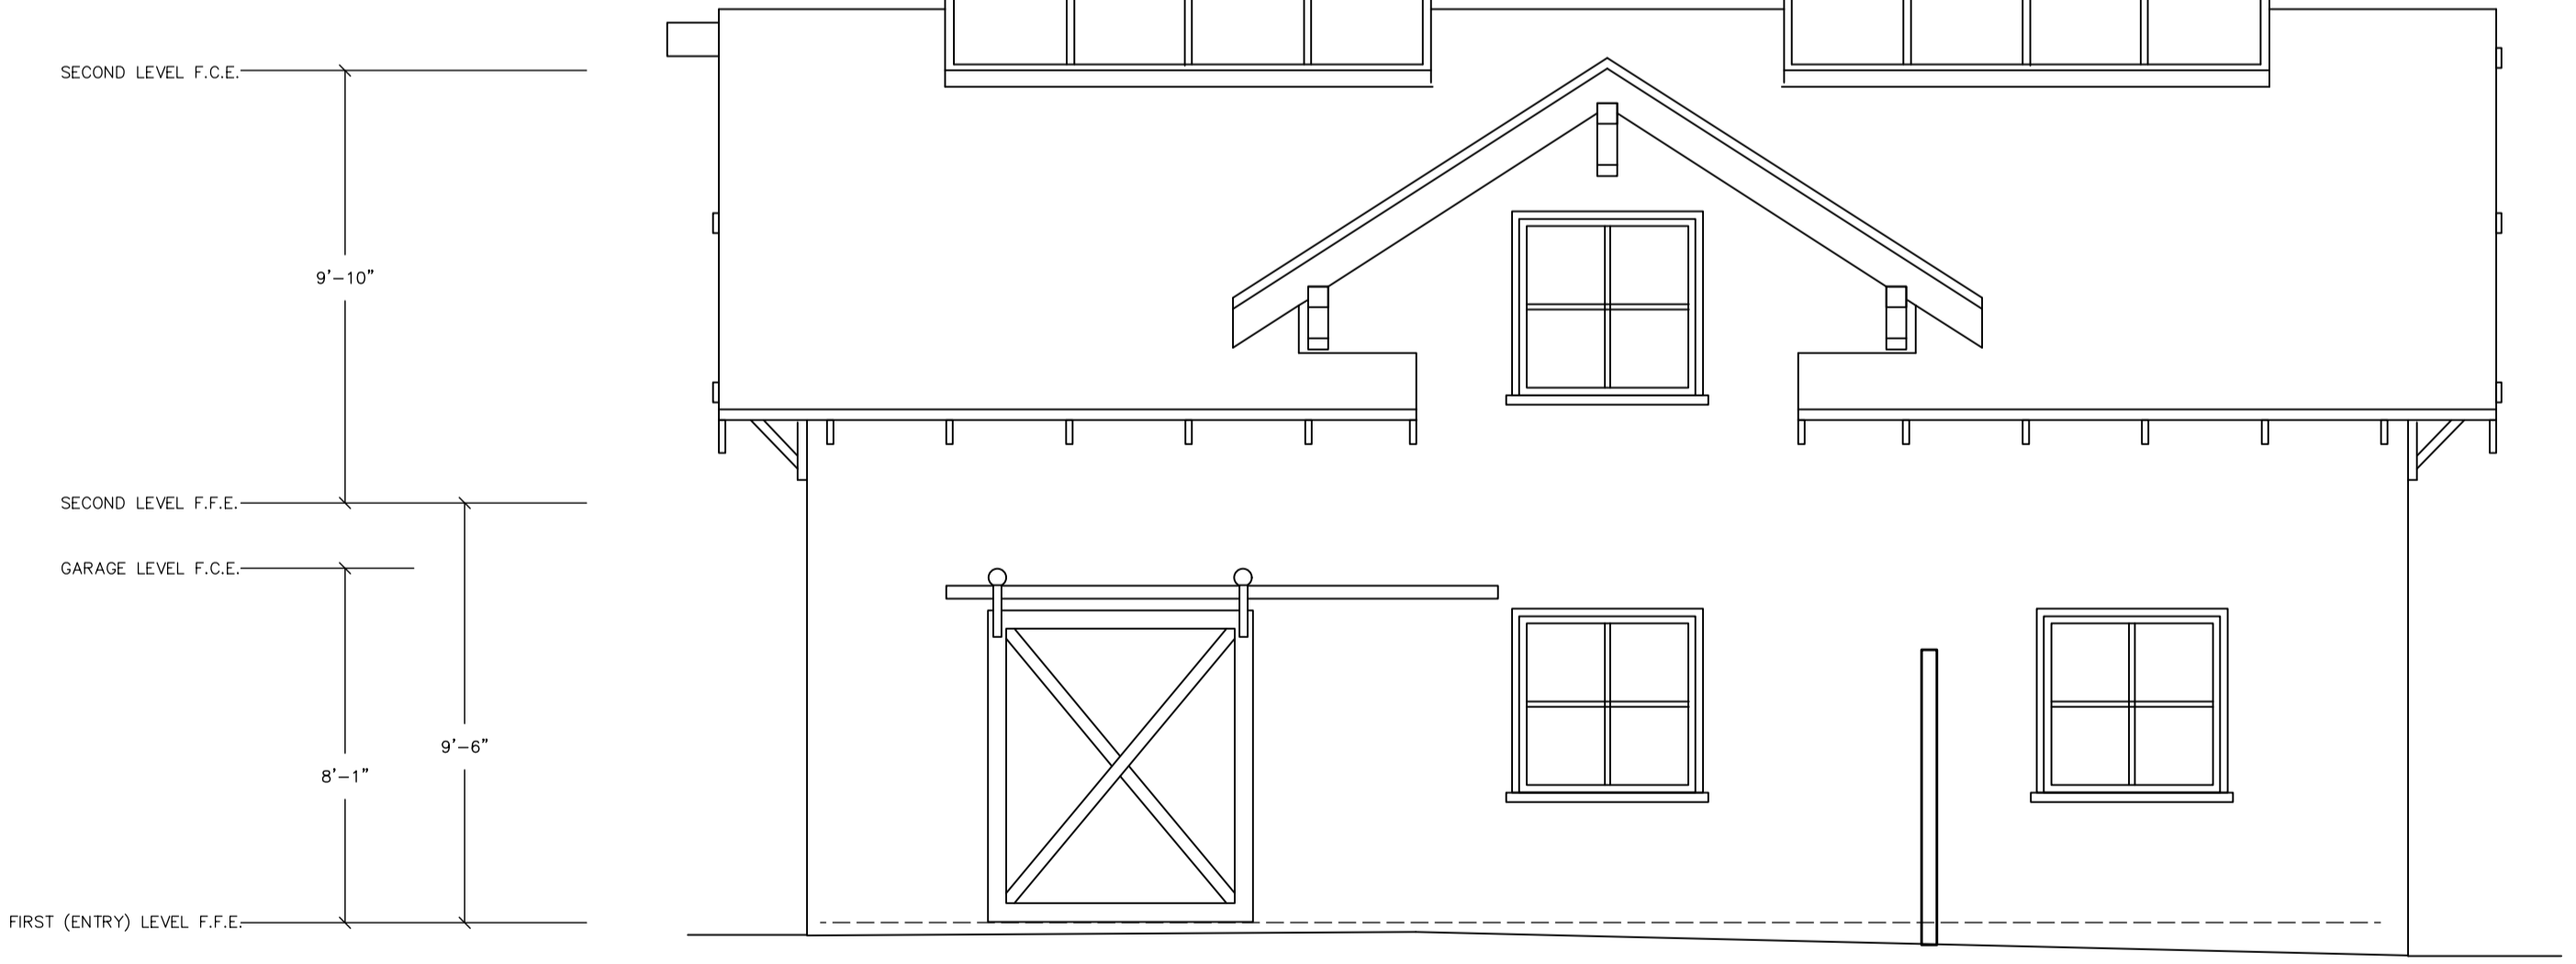 SECOND LEVEL F.C.E.
9'-10"
SECOND LEVEL F.F.E.
GARAGE LEVEL F.C.E.
9'-6"
8'-1"
FIRST (ENTRY) LEVEL F.F.E.